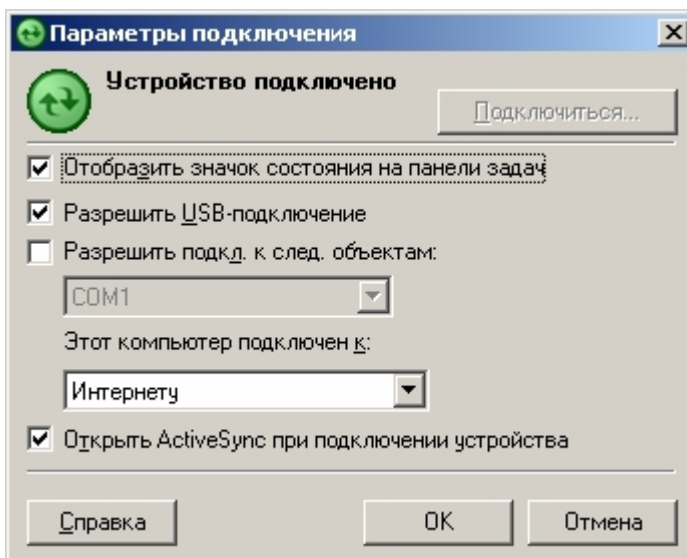 Параметры подключения
Устройство подключено
Подключиться...
Отобразить значок состояния на панели задач
Разрешить USB-подключение
Разрешить подкл. к след. объектам:
COM1
Этот компьютер подключен к:
Интернету
Открыть ActiveSync при подключении устройства
Справка
OK
Отмена